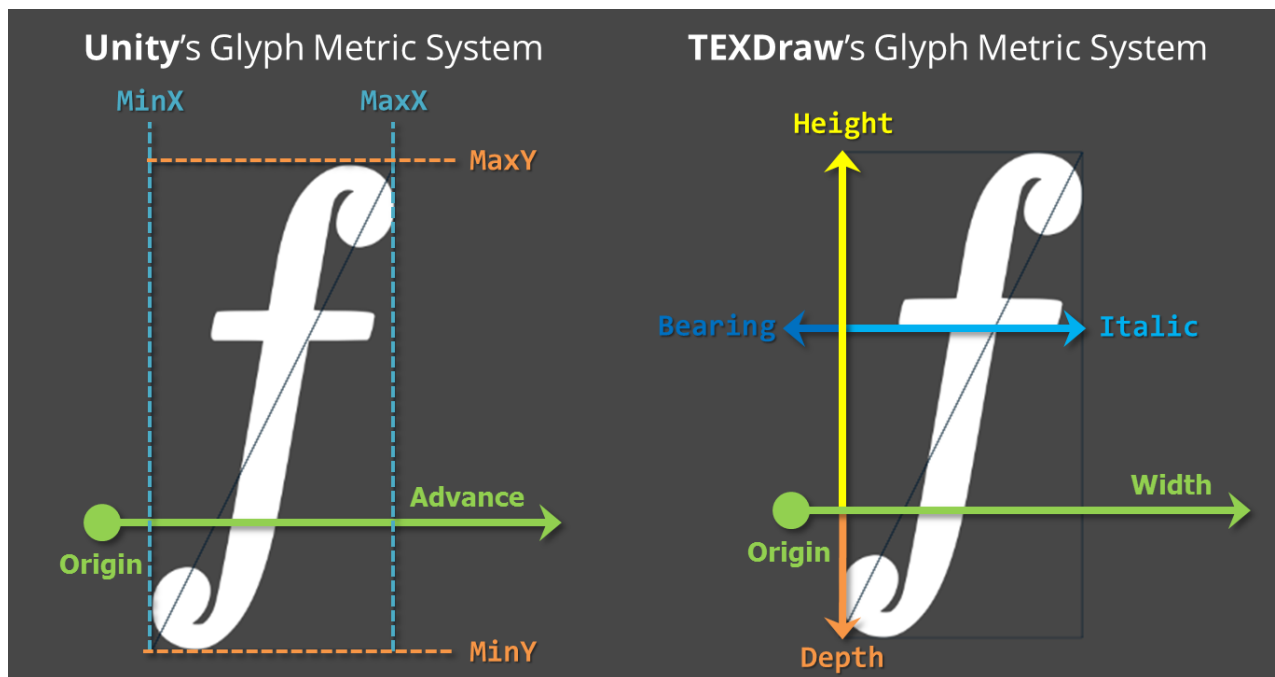 Unity's Glyph Metric System
MinX
MaxX
MaxY
Advance
Origin
MinY
TEXDraw's Glyph Metric System
Height
Bearing
Italic
Width
Origin
Depth
f
f